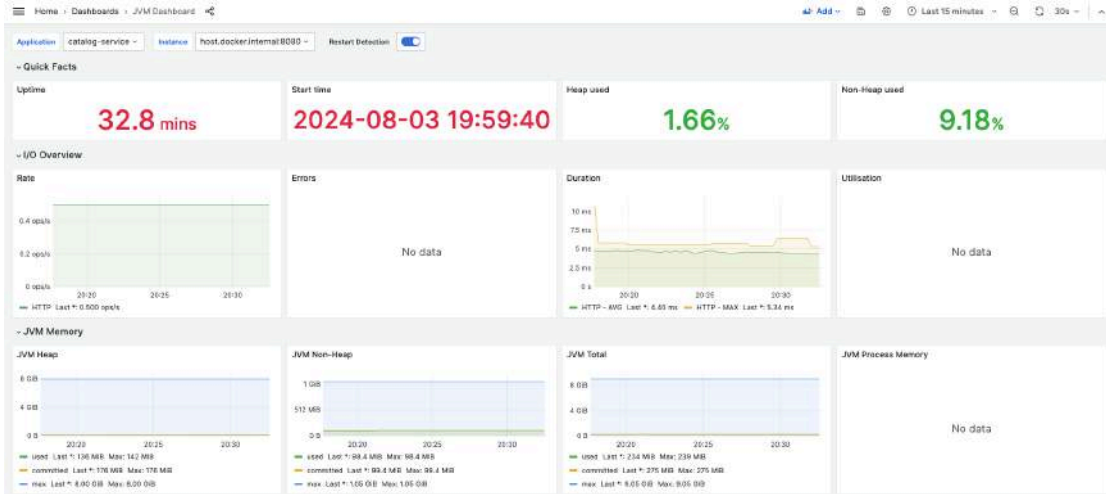 Home › Dashboards › JVM Dashboard
Add
Last 15 minutes
30s
Application catalog-service
Instance host.docker.internal:8080
Restart Detection
Quick Facts
Uptime
32.8 mins
Start time
2024-08-03 19:59:40
Heap used
1.66%
Non-Heap used
9.18%
I/O Overview
Rate
0.4 ops/s
0.2 ops/s
0 ops/s
20:20 20:25 20:30
HTTP Last *: 0.500 ops/s
Errors
No data
Duration
10 ms
7.5 ms
5 ms
2.5 ms
0 s
20:20 20:25 20:30
HTTP - AVG Last *: HTTP - MAX Last *: 5.34 ms
Utilisation
No data
JVM Memory
JVM Heap
8 GiB
4 GiB
0 B
20:20 20:25 20:30
used Last *: 136 MiB Max: 142 MiB
committed Last *: 176 MiB Max: 176 MiB
max Last *: 8.00 GiB Max: 8.00 GiB
JVM Non-Heap
1 GiB
512 MiB
0 B
20:20 20:25 20:30
used Last *: 98.4 MiB Max: 98.4 MiB
committed Last *: 99.4 MiB Max: 99.4 MiB
max Last *: 1.05 GiB Max: 1.05 GiB
JVM Total
8 GiB
4 GiB
0 B
20:20 20:25 20:30
used Last *: 234 MiB Max: 239 MiB
committed Last *: 275 MiB Max: 275 MiB
max Last *: 9.05 GiB Max: 9.05 GiB
JVM Process Memory
No data